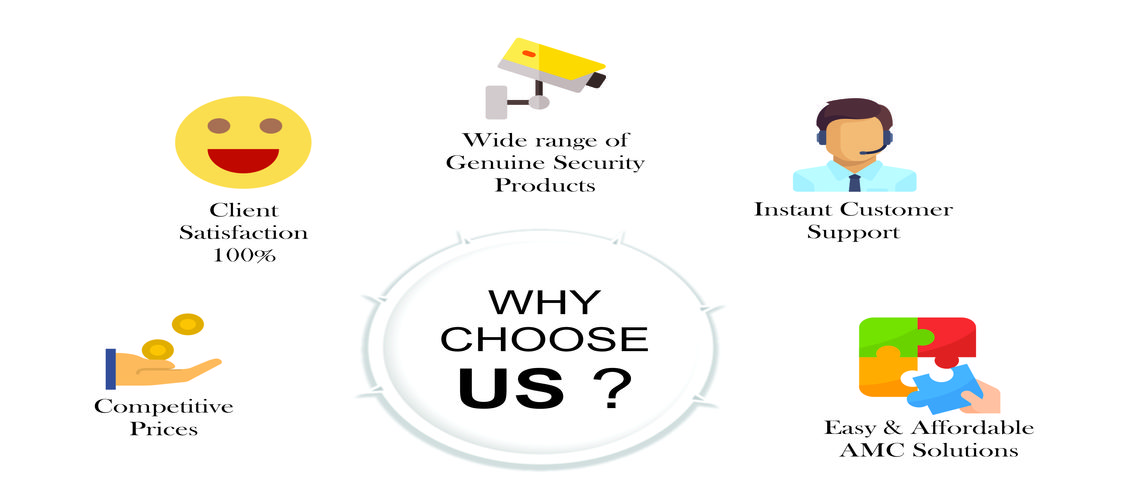 Wide range of
Genuine Security
Products
Client
Satisfaction
100%
Instant Customer
Support
WHY
CHOOSE
US ?
Competitive
Prices
Easy & Affordable
AMC Solutions